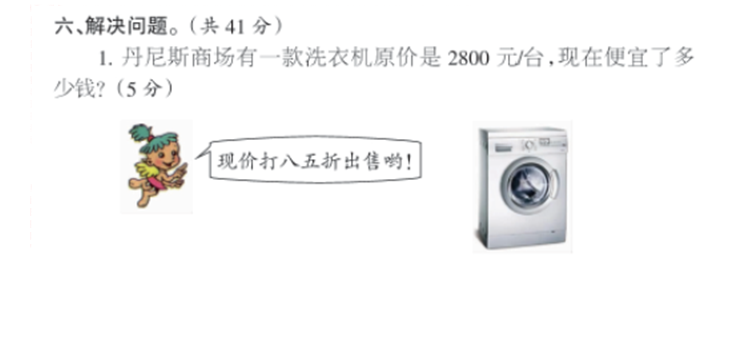 六、解决问题。(共 41 分)
1. 丹尼斯商场有一款洗衣机原价是 2800 元/台,现在便宜了多
少钱?(5 分)
现价打八五折出售哟!